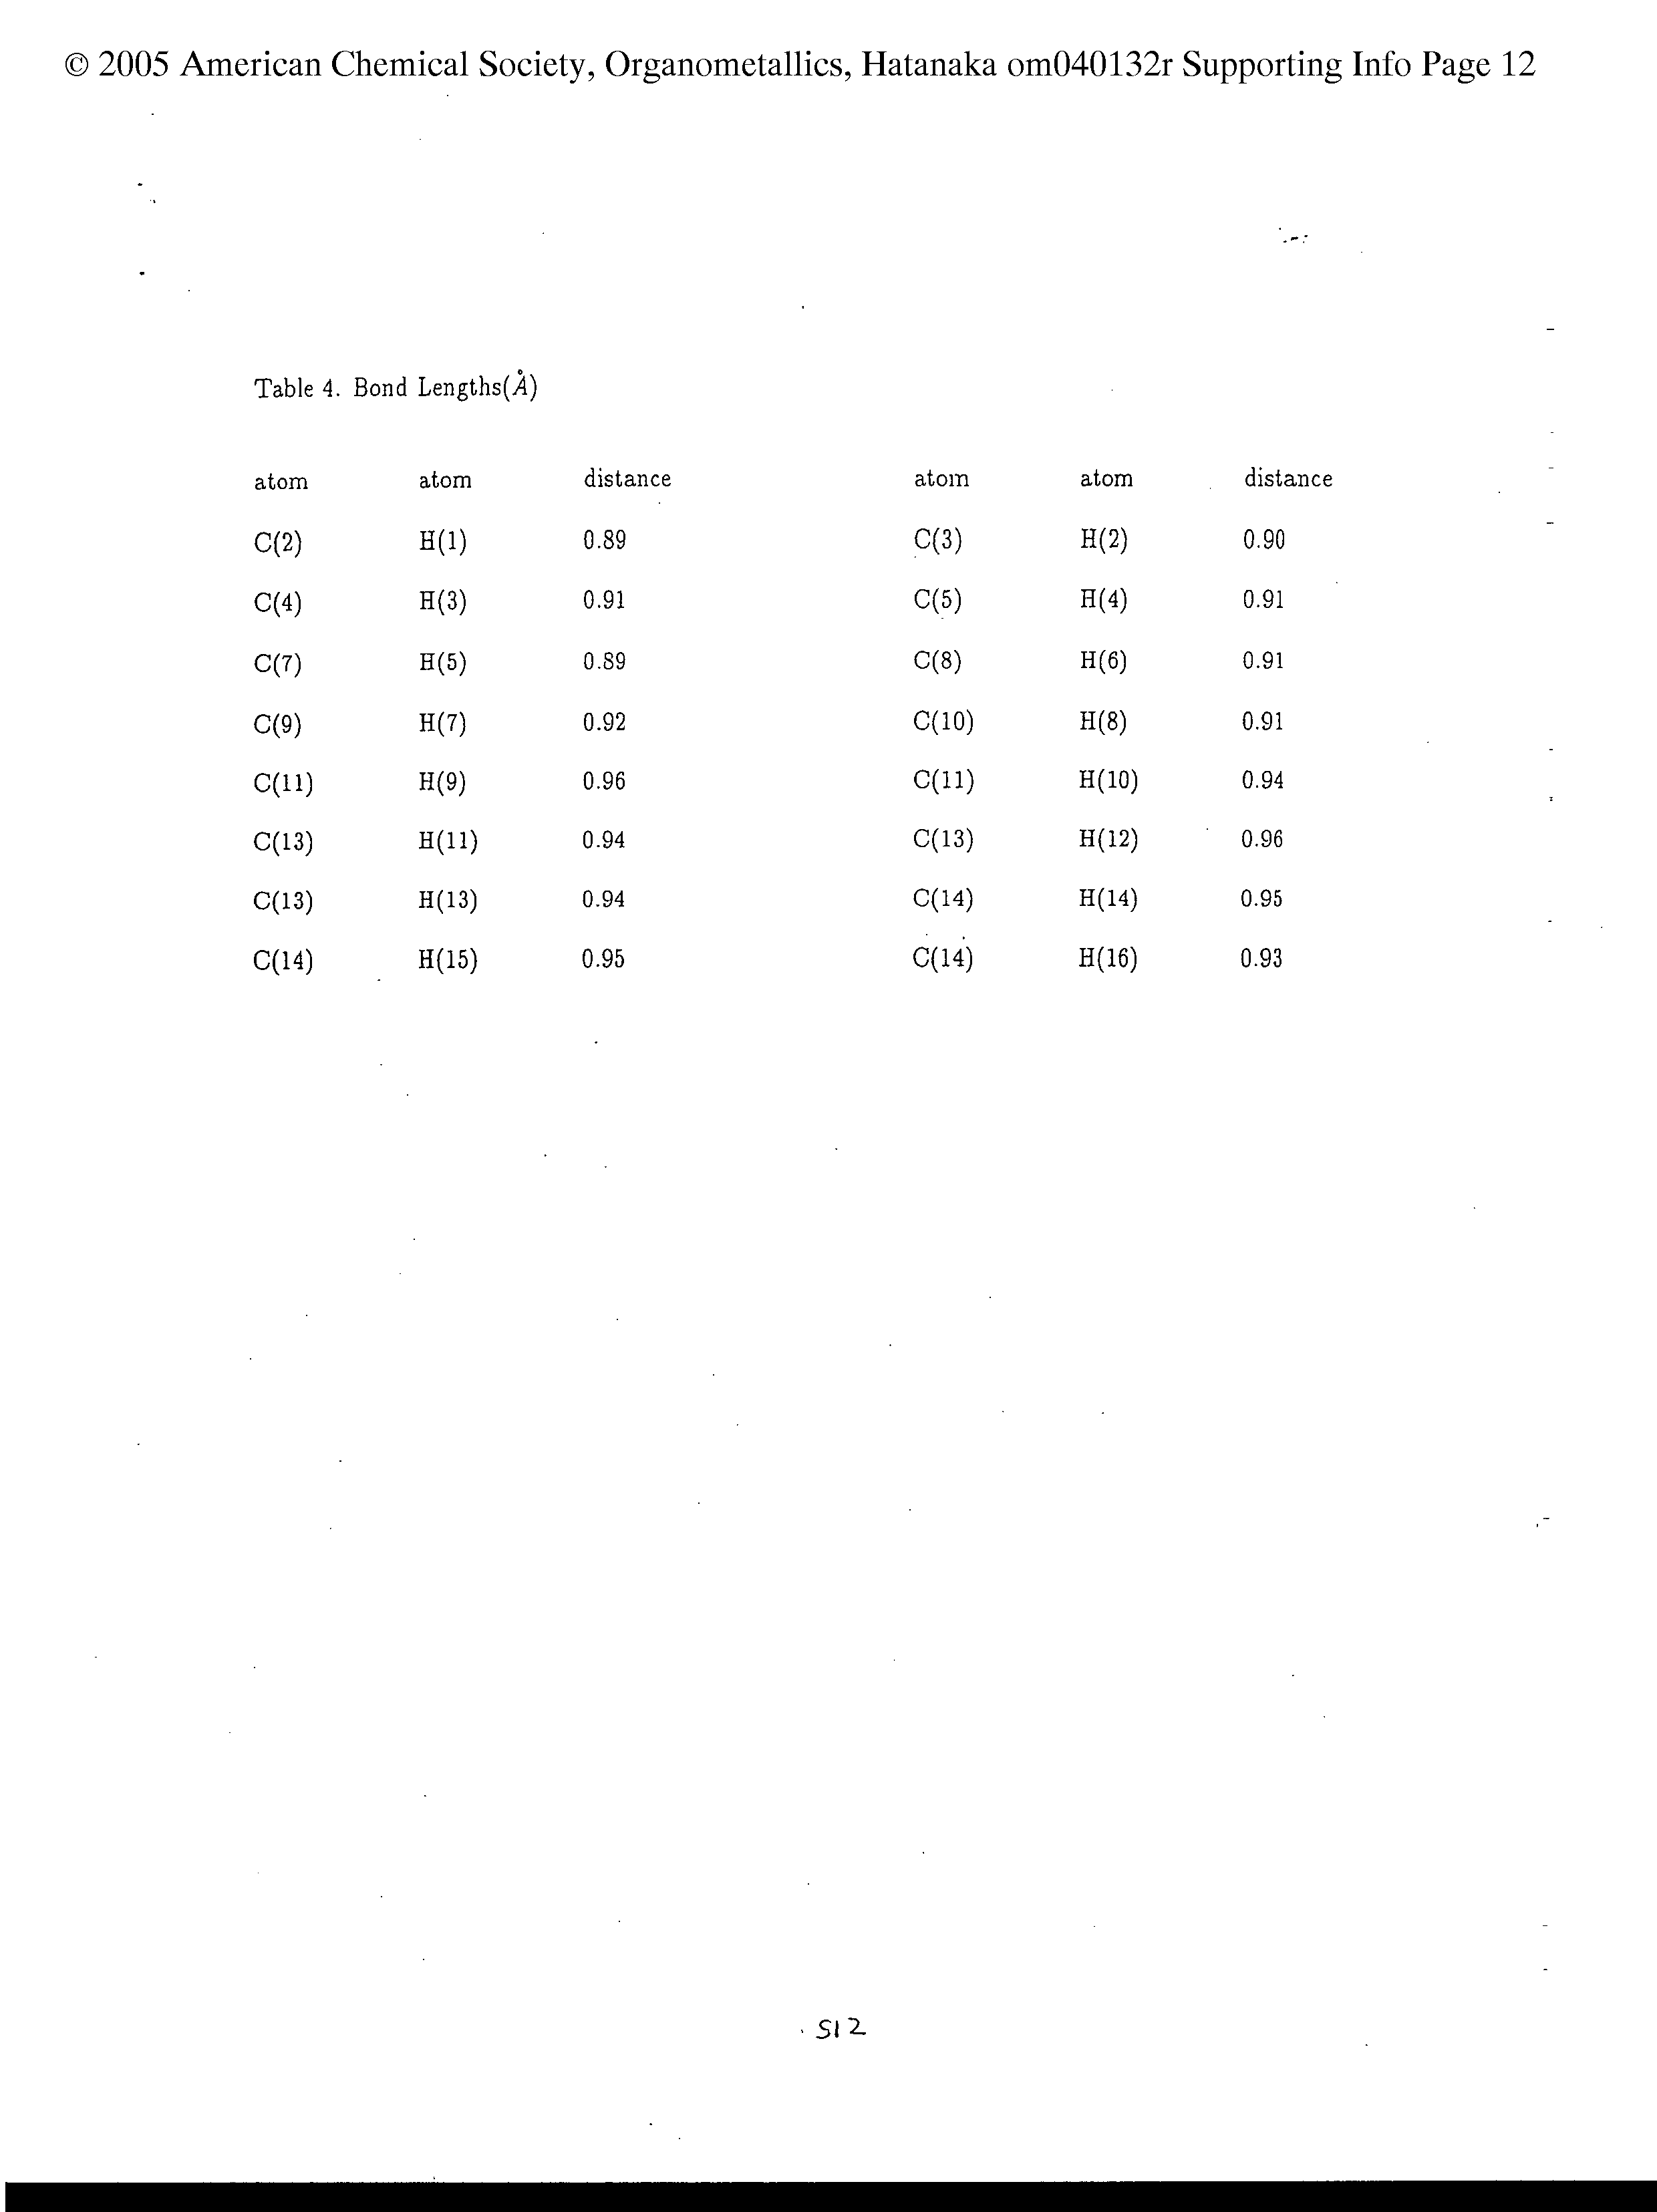 © 2005 American Chemical Society, Organometallics, Hatanaka om040132r Supporting Info Page 12
Table 4. Bond Lengths(Å)
atom atom distance atom atom distance
C(2) H(1) 0.89 C(3) H(2) 0.90
C(4) H(3) 0.91 C(5) H(4) 0.91
C(7) H(5) 0.89 C(8) H(6) 0.91
C(9) H(7) 0.92 C(10) H(8) 0.91
C(11) H(9) 0.96 C(11) H(10) 0.94
C(13) H(11) 0.94 C(13) H(12) 0.96
C(13) H(13) 0.94 C(14) H(14) 0.95
C(14) H(15) 0.95 C(14) H(16) 0.93
S12